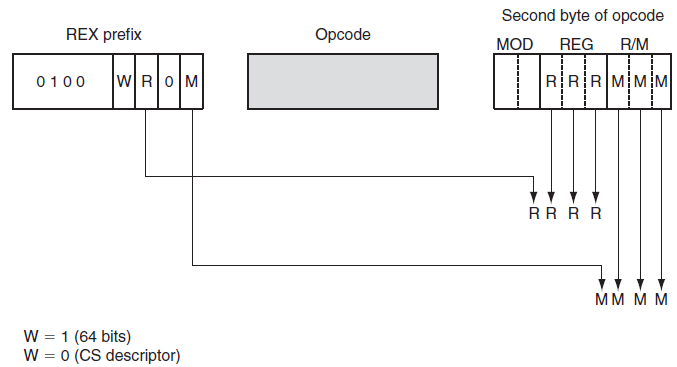 Second byte of opcode
REX prefix Opcode MOD REG R/M
0 1 0 0 W R 0 M R R R M M M
R R R R
M M M M
W = 1 (64 bits)
W = 0 (CS descriptor)